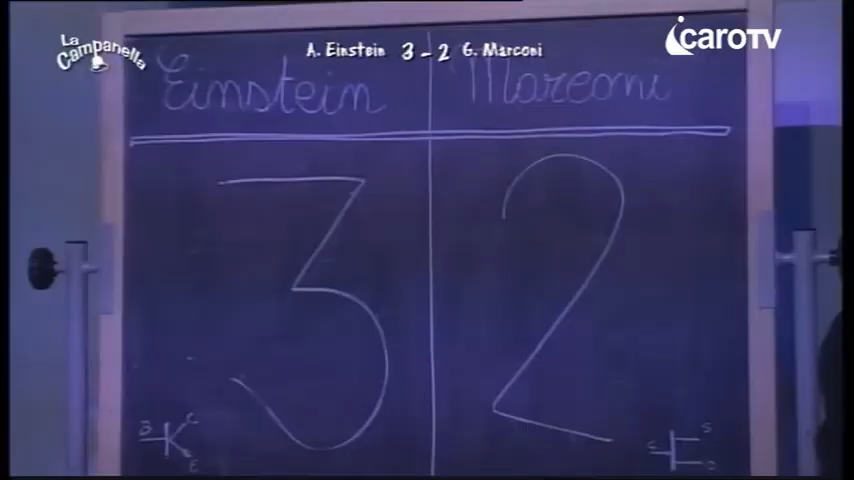 La Campanella
A. Einstein 3 - 2 G. Marconi
icaroTV
Einstein Marconi
3 2
B C E
G S D